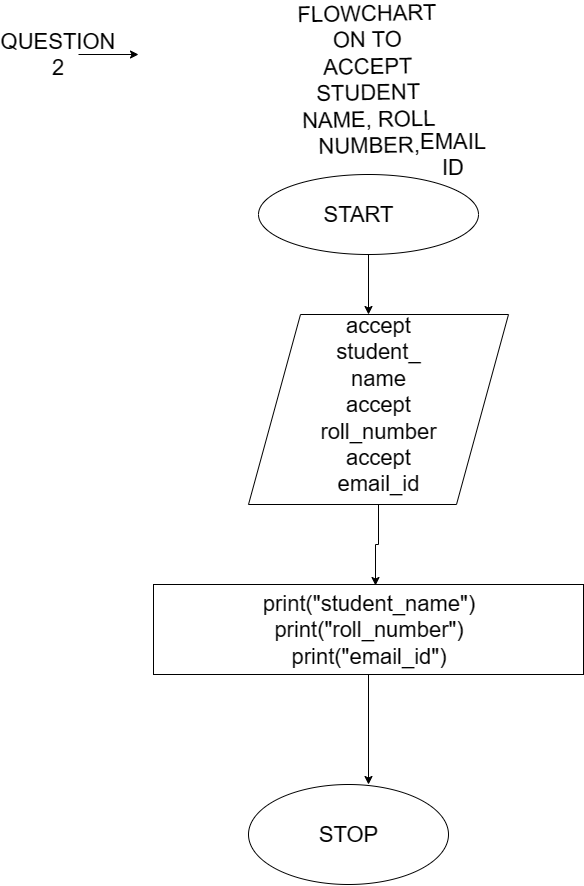 QUESTION
2
FLOWCHART
ON TO
ACCEPT
STUDENT
NAME, ROLL
NUMBER,
EMAIL
ID
START
accept
student_
name
accept
roll_number
accept
email_id
print("student_name")
print("roll_number")
print("email_id")
STOP